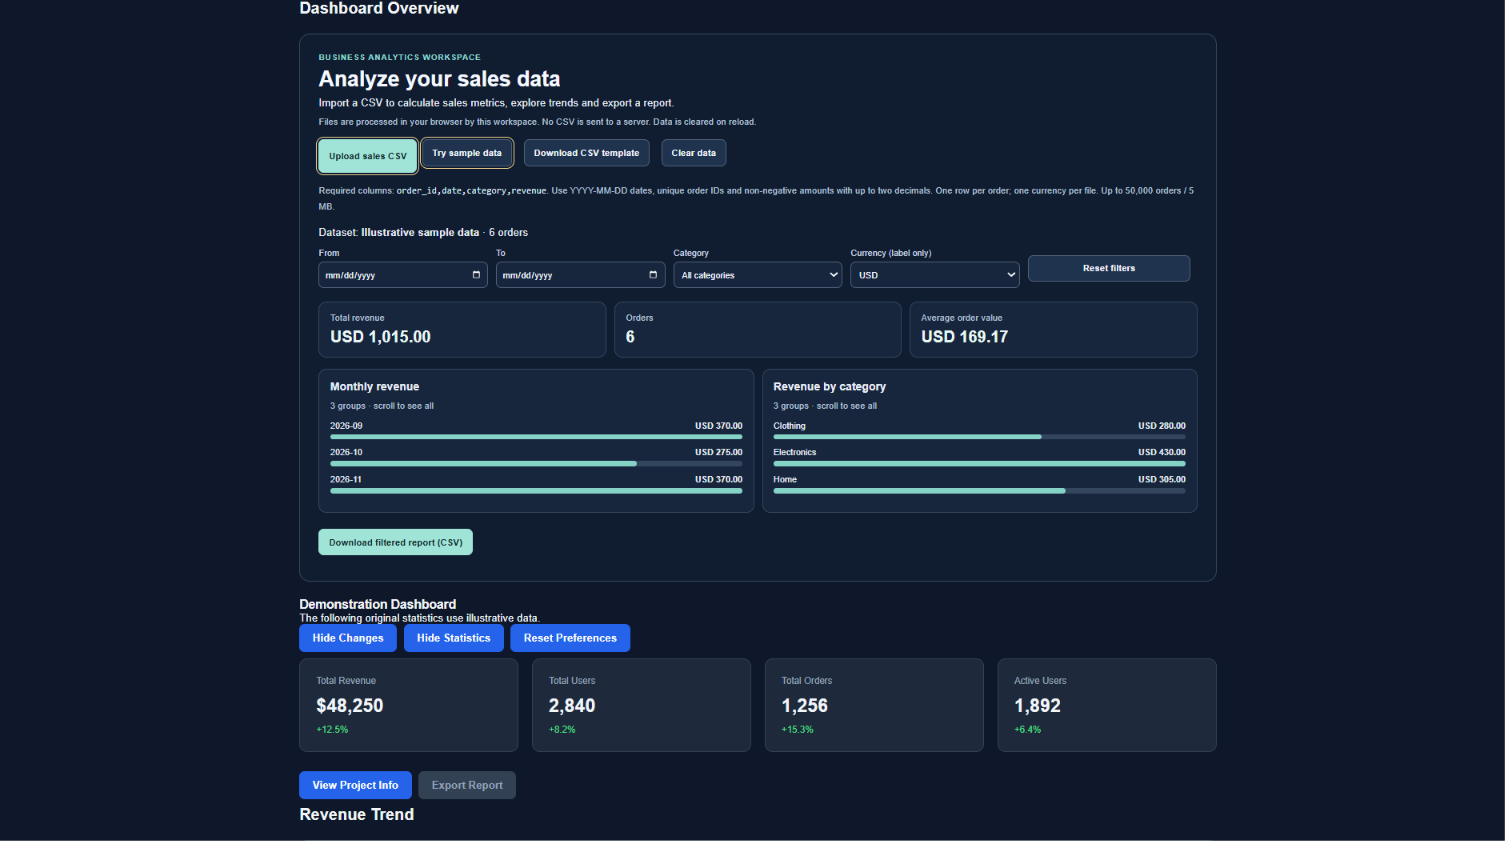 Dashboard Overview
BUSINESS ANALYTICS WORKSPACE
Analyze your sales data
Import a CSV to calculate sales metrics, explore trends and export a report.
Files are processed in your browser by this workspace. No CSV is sent to a server. Data is cleared on reload.
Upload sales CSV
Try sample data
Download CSV template
Clear data
Required columns: order_id,date,category,revenue. Use YYYY-MM-DD dates, unique order IDs and non-negative amounts with up to two decimals. One row per order; one currency per file. Up to 50,000 orders / 5
MB.
Dataset: Illustrative sample data · 6 orders
From
To
Category
Currency (label only)
mm/dd/yyyy
mm/dd/yyyy
All categories
USD
Reset filters
Total revenue
USD 1,015.00
Orders
6
Average order value
USD 169.17
Monthly revenue
3 groups · scroll to see all
2026-09 USD 370.00
2026-10 USD 275.00
2026-11 USD 370.00
Revenue by category
3 groups · scroll to see all
Clothing USD 280.00
Electronics USD 430.00
Home USD 305.00
Download filtered report (CSV)
Demonstration Dashboard
The following original statistics use illustrative data.
Hide Changes
Hide Statistics
Reset Preferences
Total Revenue
$48,250
+12.5%
Total Users
2,840
+8.2%
Total Orders
1,256
+15.3%
Active Users
1,892
+6.4%
View Project Info
Export Report
Revenue Trend